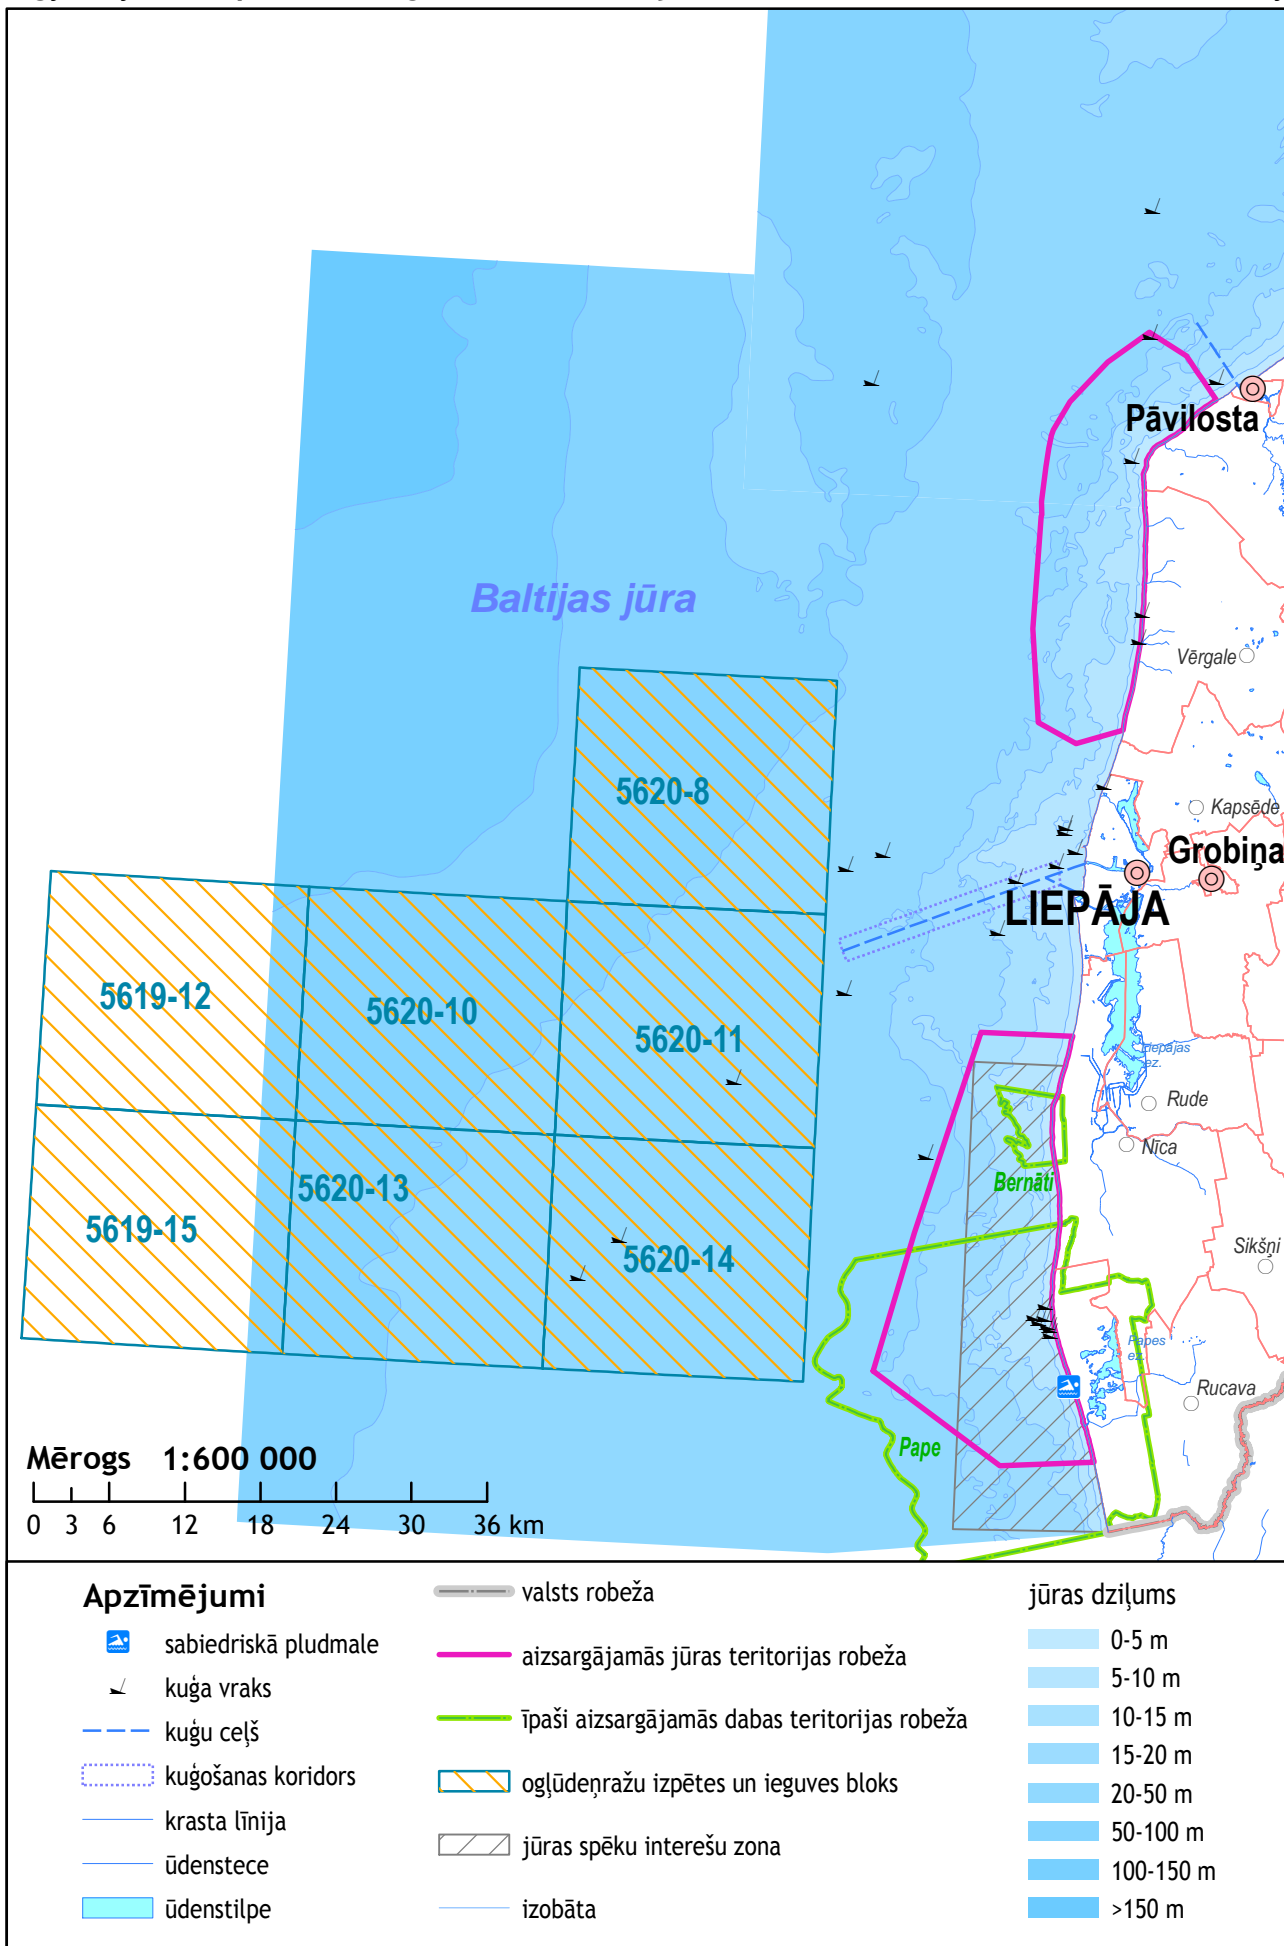 Pāvilosta
Baltijas jūra
Vērgale
5620-8
Kapsēde
Grobiņa
LIEPĀJA
5619-12
5620-10
5620-11
Liepājas
ez.
Rude
Nīca
Bernāti
5620-13
5619-15
5620-14
Sikšņi
Papes
ez.
Rucava
Pape
Mērogs 1:600 000
0 3 6 12 18 24 30 36 km
Apzīmējumi
sabiedriskā pludmale
kuģa vraks
kuģu ceļš
kuģošanas koridors
krasta līnija
ūdenstece
ūdenstilpe
valsts robeža
aizsargājamās jūras teritorijas robeža
īpaši aizsargājamās dabas teritorijas robeža
ogļūdeņražu izpētes un ieguves bloks
jūras spēku interešu zona
izobāta
jūras dziļums
0-5 m
5-10 m
10-15 m
15-20 m
20-50 m
50-100 m
100-150 m
>150 m